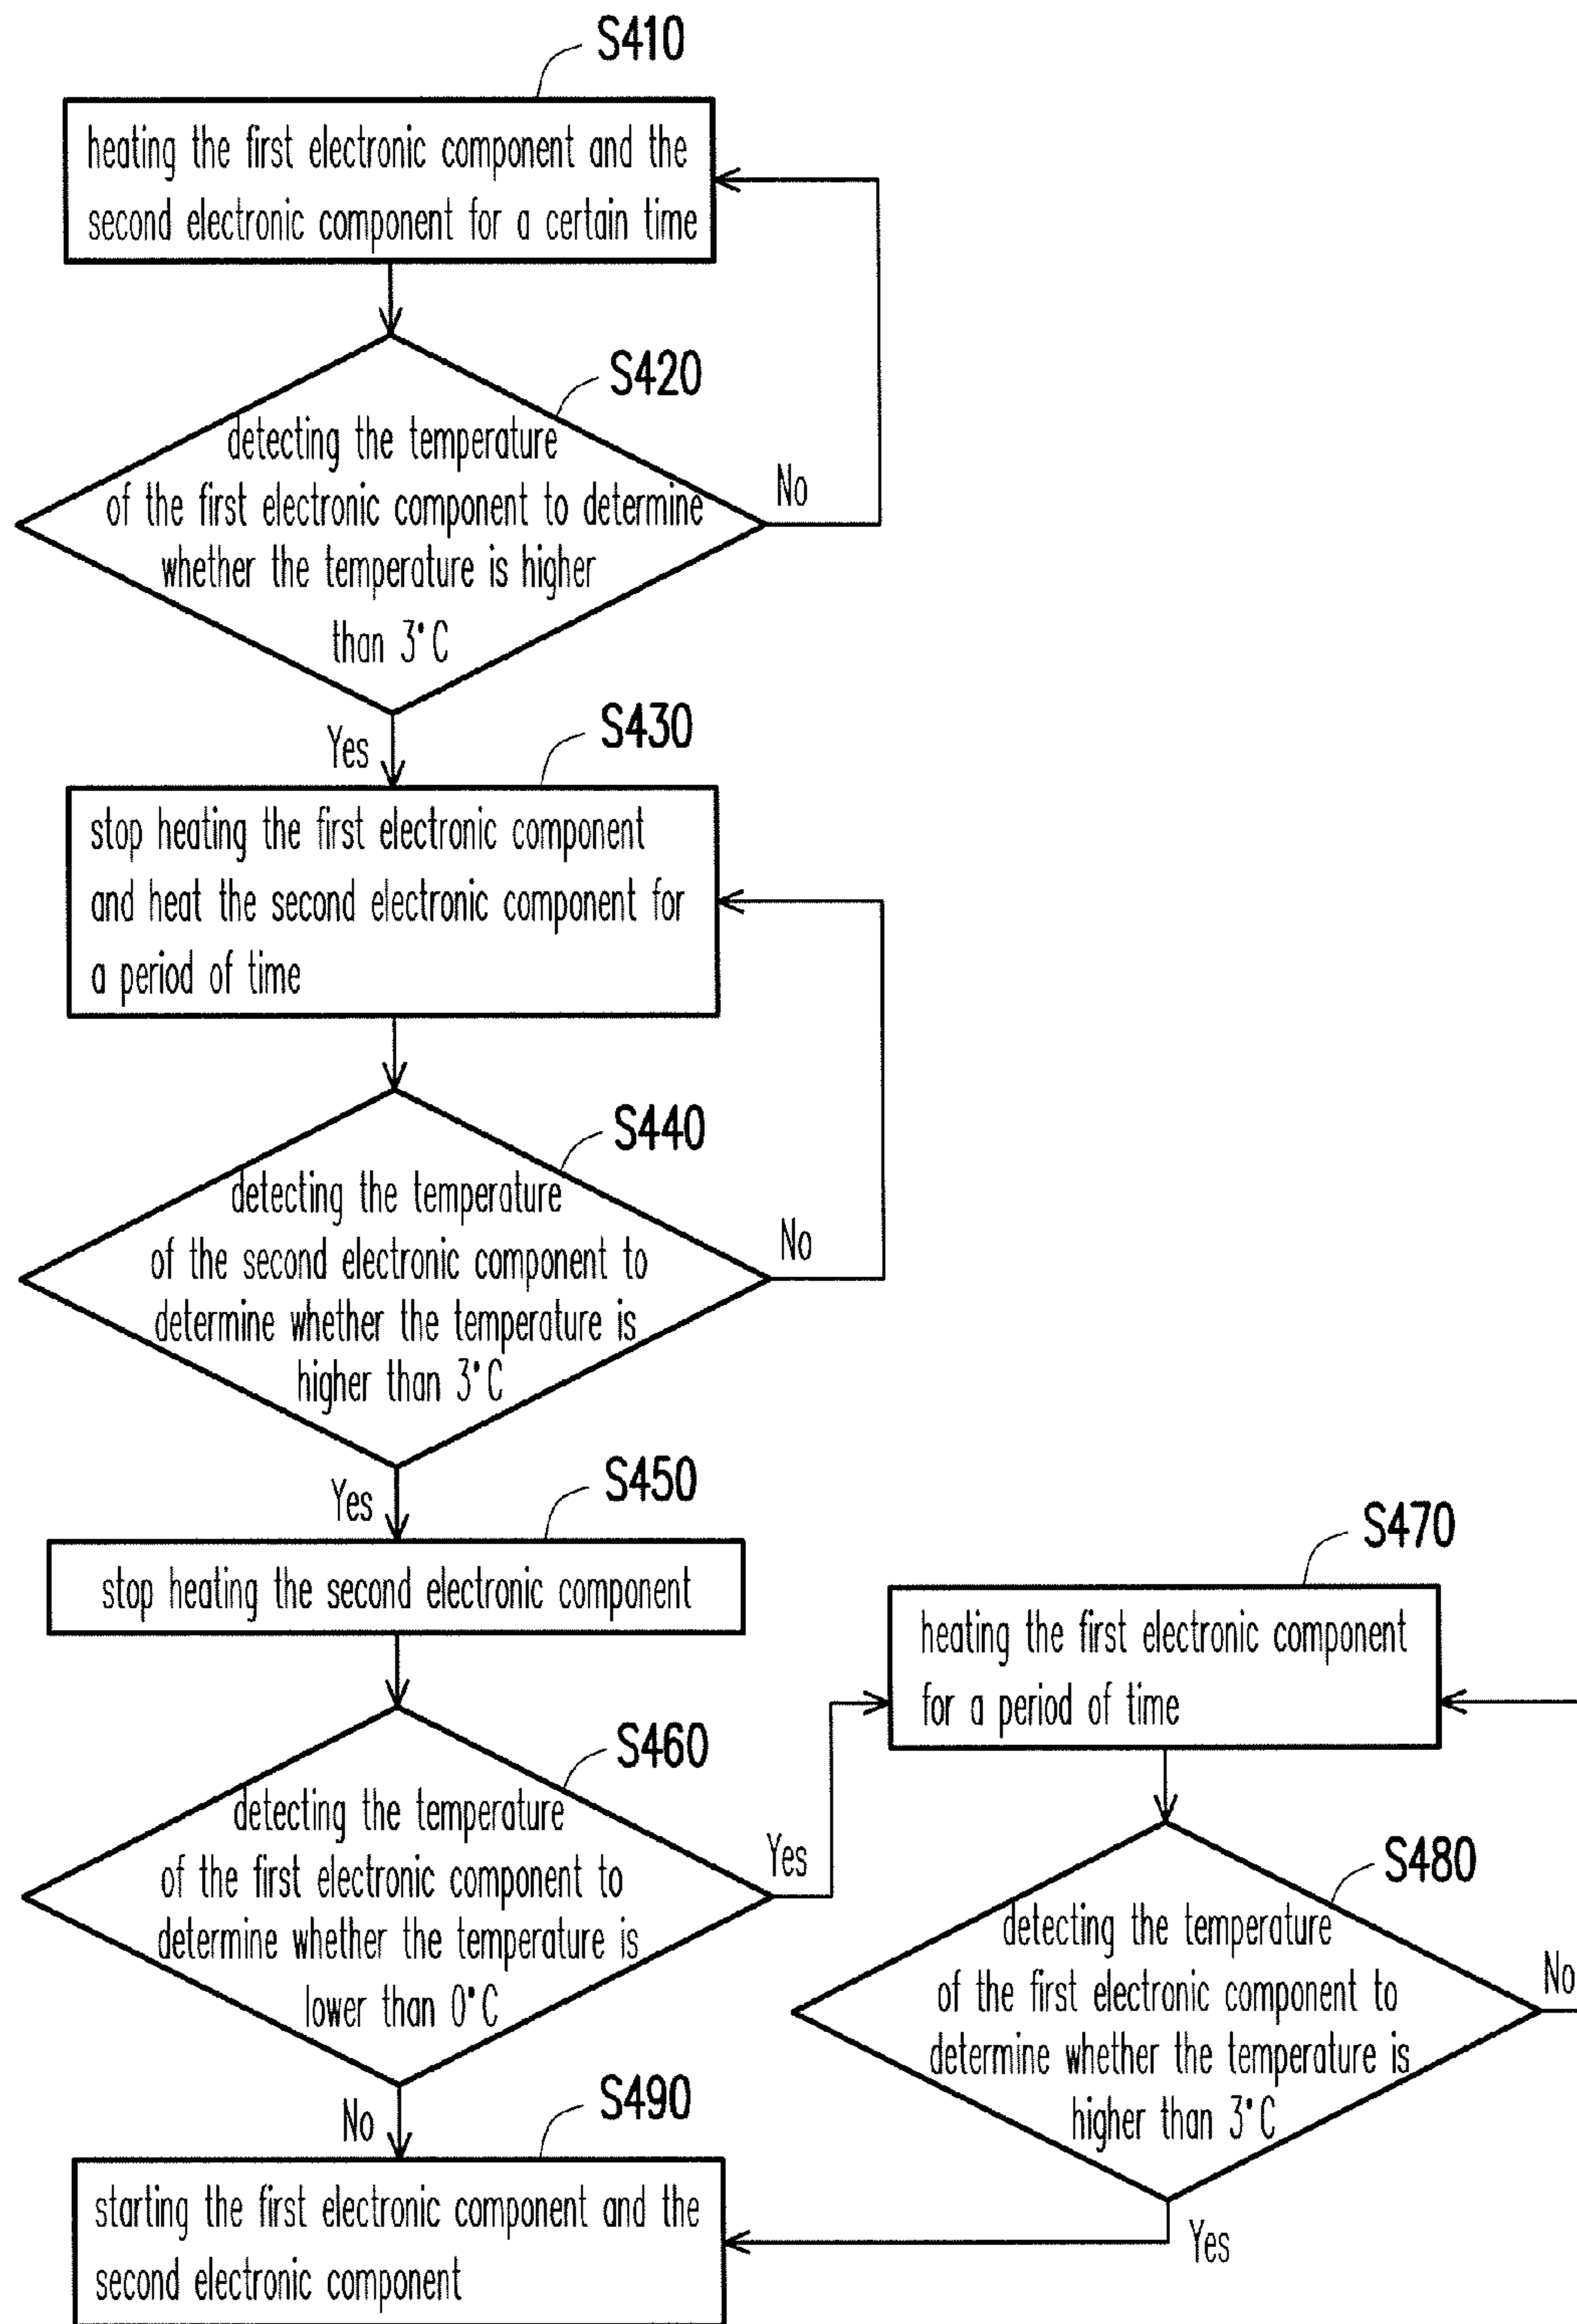 S410
heating the first electronic component and the
second electronic component for a certain time
S420
detecting the temperature
of the first electronic component to determine
whether the temperature is higher
than 3°C
No
Yes
S430
stop heating the first electronic component
and heat the second electronic component for
a period of time
S440
detecting the temperature
of the second electronic component to
determine whether the temperature is
higher than 3°C
No
Yes
S450
stop heating the second electronic component
S460
detecting the temperature
of the first electronic component to
determine whether the temperature is
lower than 0°C
Yes
No
S470
heating the first electronic component
for a period of time
S480
detecting the temperature
of the first electronic component to
determine whether the temperature is
higher than 3°C
No
Yes
S490
starting the first electronic component and the
second electronic component